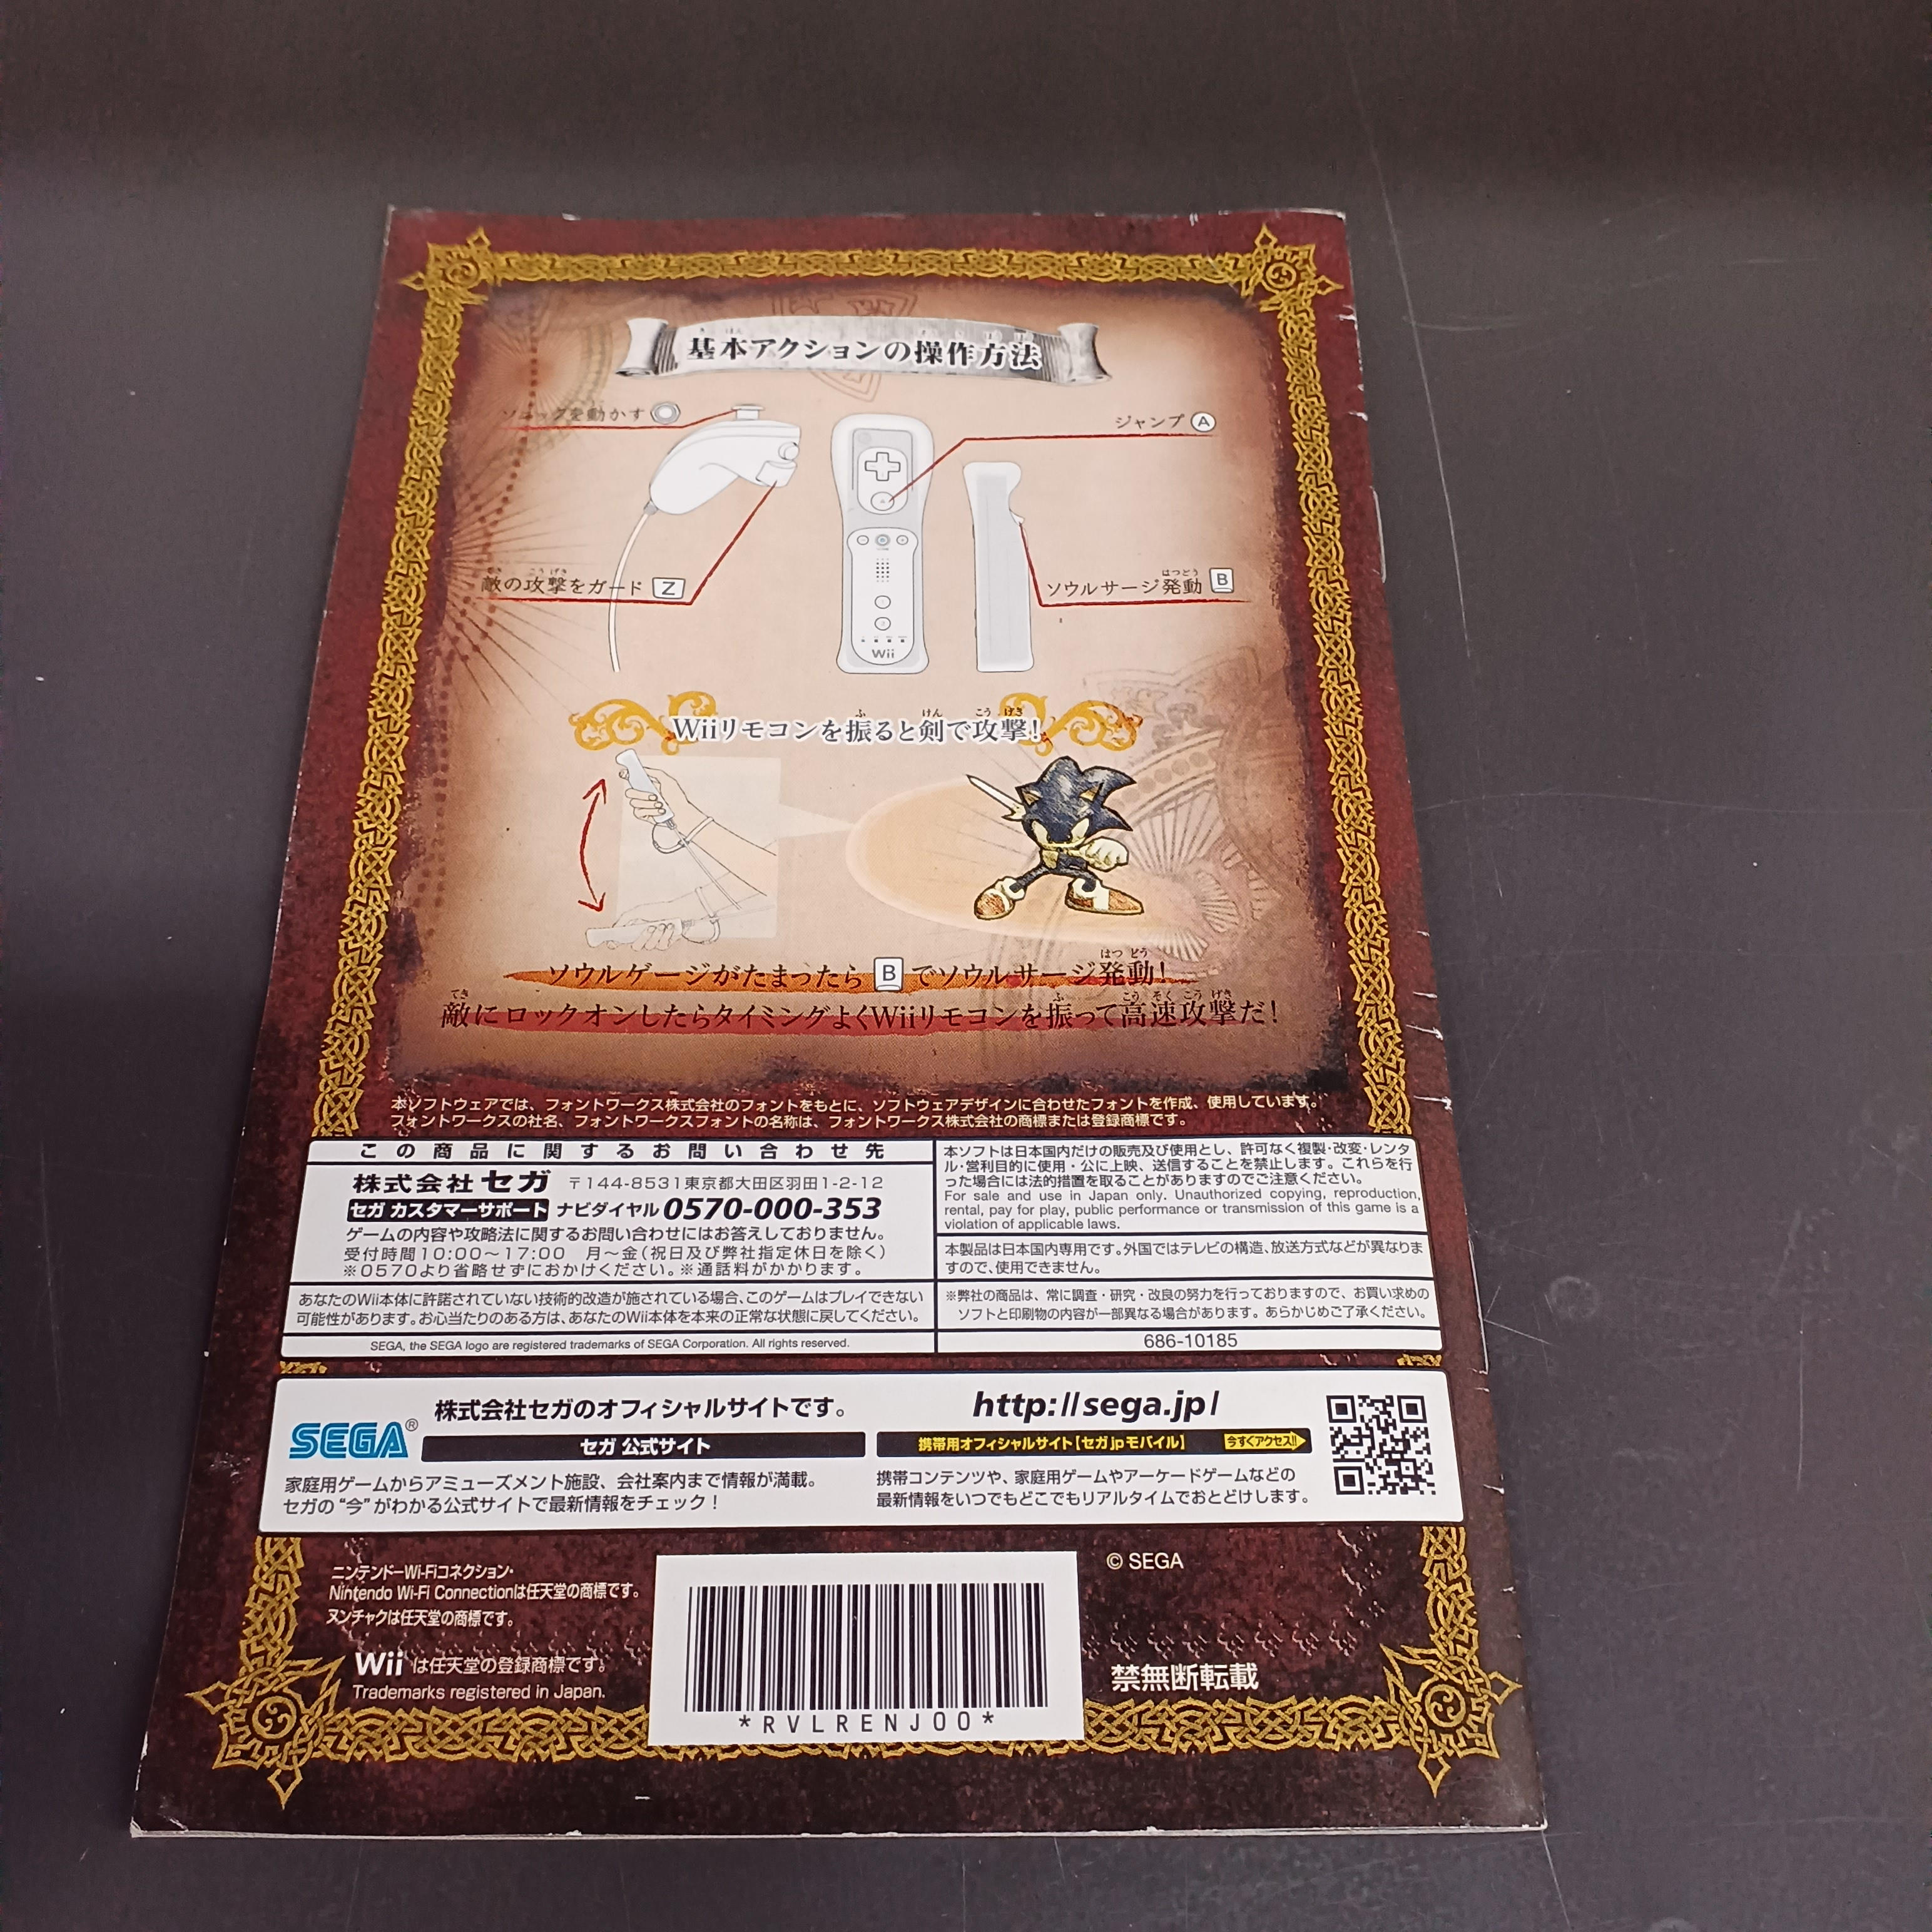 基本アクションの操作方法
ソニックを動かす
ジャンプ A
敵の攻撃をガード Z
ソウルサージ発動 B
Wii
Wiiリモコンを振ると剣で攻撃!
ソウルゲージがたまったら B でソウルサージ発動!
敵にロックオンしたらタイミングよくWiiリモコンを振って高速攻撃だ!
本ソフトウェアでは、フォントワークス株式会社のフォントをもとに、ソフトウェアデザインに合わせたフォントを作成、使用しています。
フォントワークスの社名、フォントワークスフォントの名称は、フォントワークス株式会社の商標または登録商標です。
この商品に関するお問い合わせ先
株式会社セガ 〒144-8531東京都大田区羽田1-2-12
セガ カスタマーサポート ナビダイヤル 0570-000-353
ゲームの内容や攻略法に関するお問い合わせにはお答えしておりません。
受付時間10:00～17:00 月～金(祝日及び弊社指定休日を除く)
※0570より省略せずにおかけください。※通話料がかかります。
あなたのWii本体に許諾されていない技術的改造が施されている場合、このゲームはプレイできない
可能性があります。お心当たりのある方は、あなたのWii本体を本来の正常な状態に戻してください。
SEGA, the SEGA logo are registered trademarks of SEGA Corporation. All rights reserved.
本ソフトは日本国内だけの販売及び使用とし、許可なく複製・改変・レンタ
ル・営利目的に使用・公に上映、送信することを禁止します。これらを行
った場合には法的措置を取ることがありますのでご注意ください。
For sale and use in Japan only. Unauthorized copying, reproduction,
rental, pay for play, public performance or transmission of this game is a
violation of applicable laws.
本製品は日本国内専用です。外国ではテレビの構造、放送方式などが異なりま
すので、使用できません。
※弊社の商品は、常に調査・研究・改良の努力を行っておりますので、お買い求めの
ソフトと印刷物の内容が一部異なる場合があります。あらかじめご了承ください。
686-10185
SEGA®
株式会社セガのオフィシャルサイトです。
セガ 公式サイト
家庭用ゲームからアミューズメント施設、会社案内まで情報が満載。
セガの“今”がわかる公式サイトで最新情報をチェック!
http://sega.jp/
携帯用オフィシャルサイト【セガjpモバイル】 今すぐアクセス!!
携帯コンテンツや、家庭用ゲームやアーケードゲームなどの
最新情報をいつでもどこでもリアルタイムでおとどけします。
ニンテンドーWi-Fiコネクション・
Nintendo Wi-Fi Connectionは任天堂の商標です。
ヌンチャクは任天堂の商標です。
Wiiは任天堂の登録商標です。
Trademarks registered in Japan.
*RVLRENJ00*
© SEGA
禁無断転載